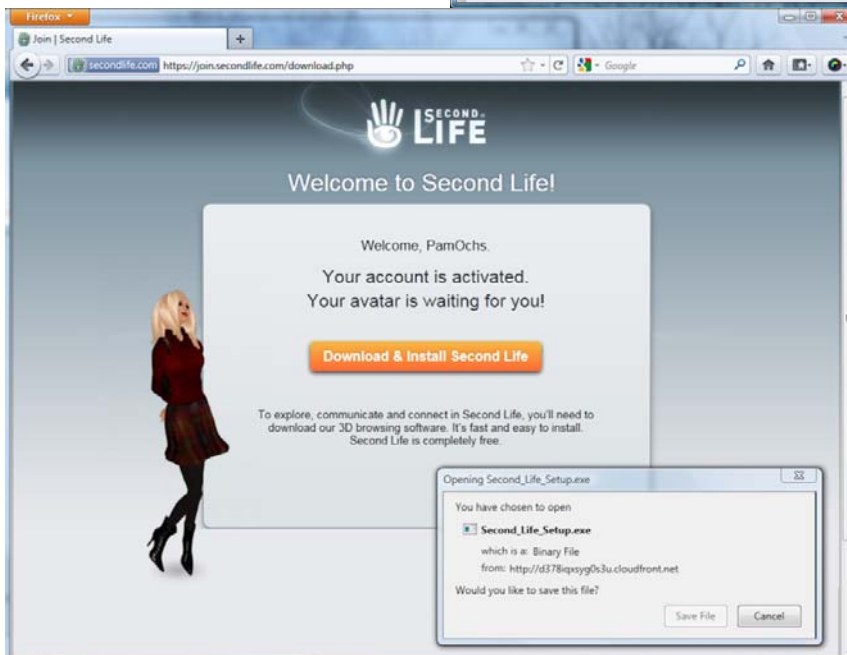 Firefox
Join | Second Life
secondlife.com https://join.secondlife.com/download.php
Google
SECOND
LIFE
Welcome to Second Life!
Welcome, PamOchs.
Your account is activated.
Your avatar is waiting for you!
Download & Install Second Life
To explore, communicate and connect in Second Life, you'll need to
download our 3D browsing software. It's fast and easy to install.
Second Life is completely free.
Opening Second_Life_Setup.exe
You have chosen to open
Second_Life_Setup.exe
which is a: Binary File
from: http://d378iqxsyg0s3u.cloudfront.net
Would you like to save this file?
Save File
Cancel